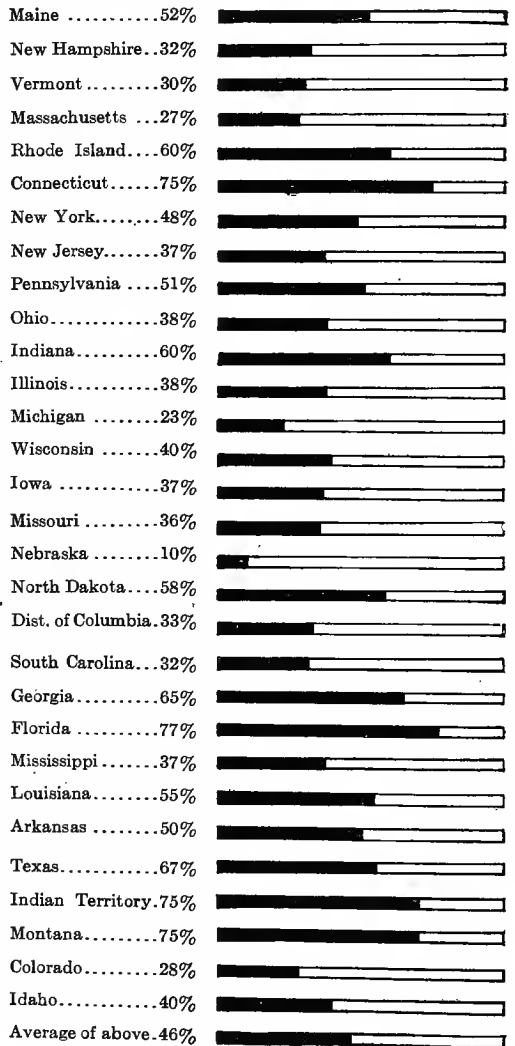 Maine ...........52%
New Hampshire..32%
Vermont .........30%
Massachusetts ...27%
Rhode Island....60%
Connecticut......75%
New York........48%
New Jersey.......37%
Pennsylvania ....51%
Ohio............38%
Indiana..........60%
Illinois..........38%
Michigan .......23%
Wisconsin .......40%
Iowa ...........37%
Missouri ........36%
Nebraska .......10%
North Dakota....58%
Dist. of Columbia.33%
South Carolina...32%
Georgia.........65%
Florida .........77%
Mississippi.......37%
Louisiana........55%
Arkansas ........50%
Texas............67%
Indian Territory.75%
Montana.........75%
Colorado........28%
Idaho...........40%
Average of above.46%